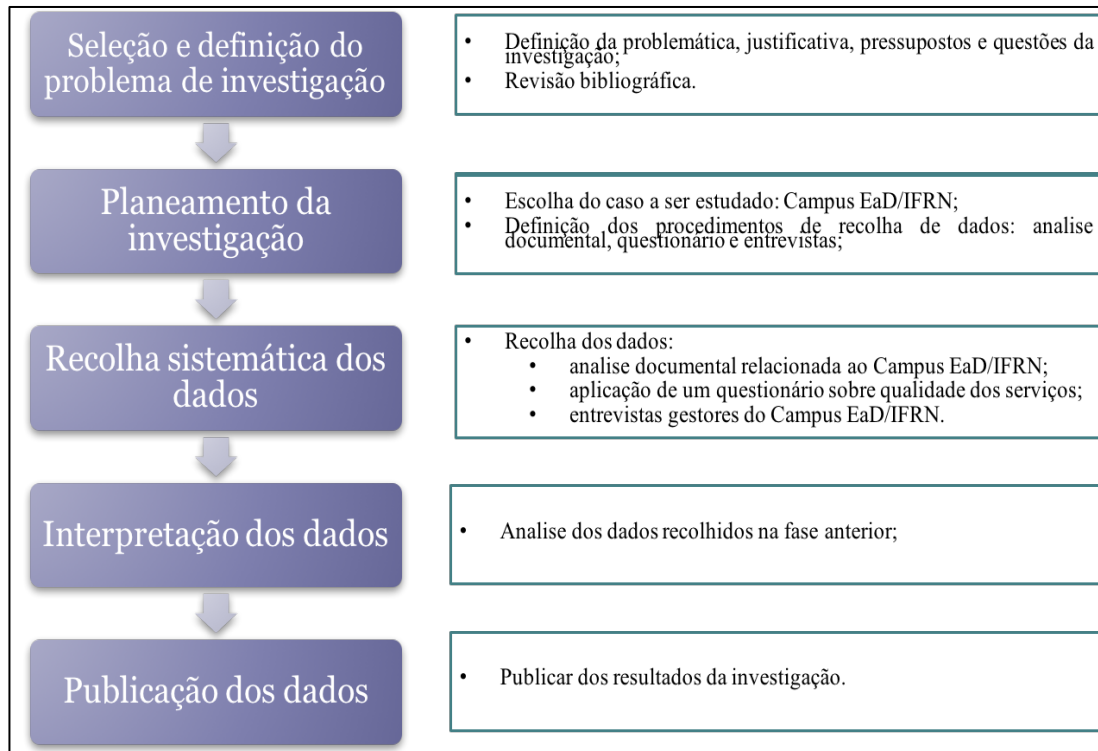 Seleção e definição do
problema de investigação
• Definição da problemática, justificativa, pressupostos e questões da
investigação;
• Revisão bibliográfica.
Planeamento da
investigação
• Escolha do caso a ser estudado: Campus EaD/IFRN;
• Definição dos procedimentos de recolha de dados: analise
documental, questionário e entrevistas;
Recolha sistemática dos
dados
• Recolha dos dados:
• analise documental relacionada ao Campus EaD/IFRN;
• aplicação de um questionário sobre qualidade dos serviços;
• entrevistas gestores do Campus EaD/IFRN.
Interpretação dos dados
• Analise dos dados recolhidos na fase anterior;
Publicação dos dados
• Publicar dos resultados da investigação.